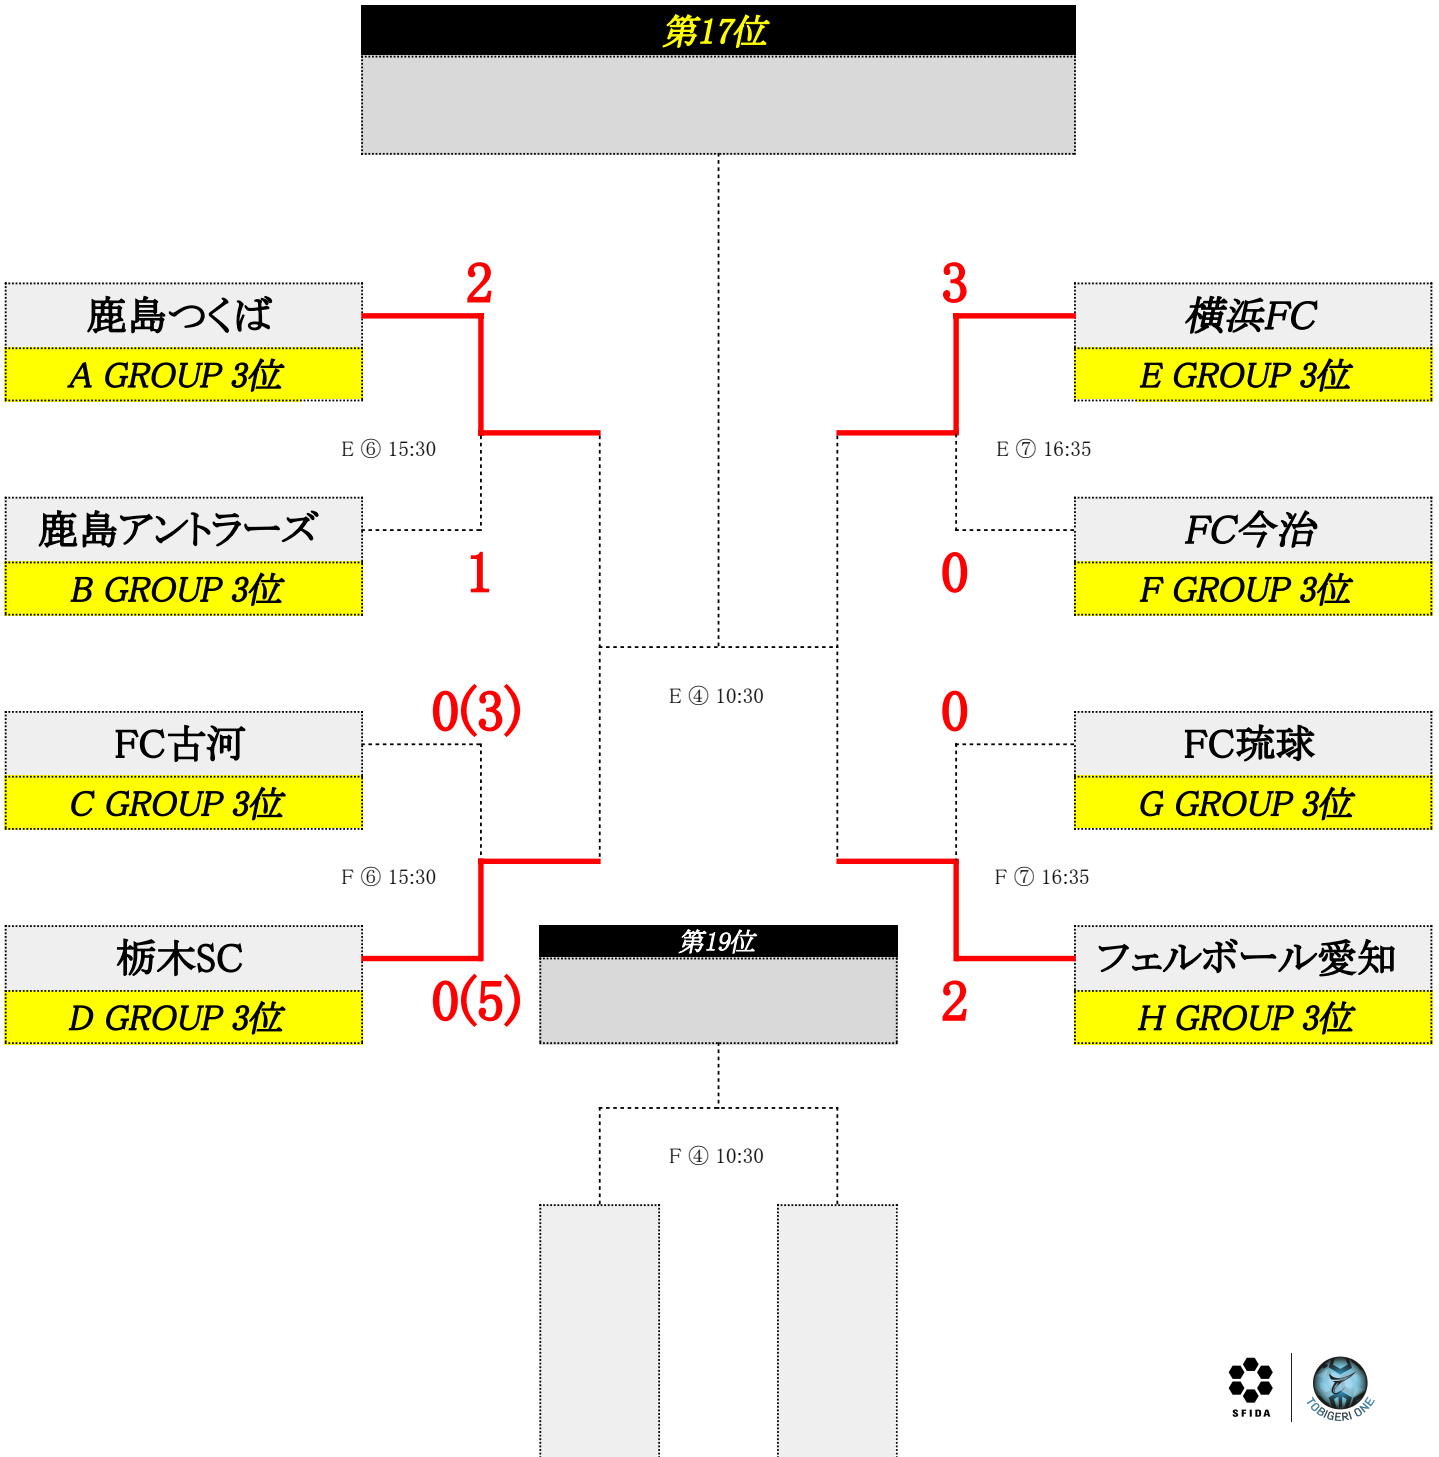 第17位
2
3
鹿島つくば
A GROUP 3位
横浜FC
E GROUP 3位
E ⑥ 15:30
E ⑦ 16:35
鹿島アントラーズ
B GROUP 3位
FC今治
F GROUP 3位
1
0
0(3)
E ④ 10:30
0
FC古河
C GROUP 3位
FC琉球
G GROUP 3位
F ⑥ 15:30
F ⑦ 16:35
栃木SC
D GROUP 3位
第19位
フェルボール愛知
H GROUP 3位
0(5)
2
F ④ 10:30
SFIDA
TOBIGERI ONE